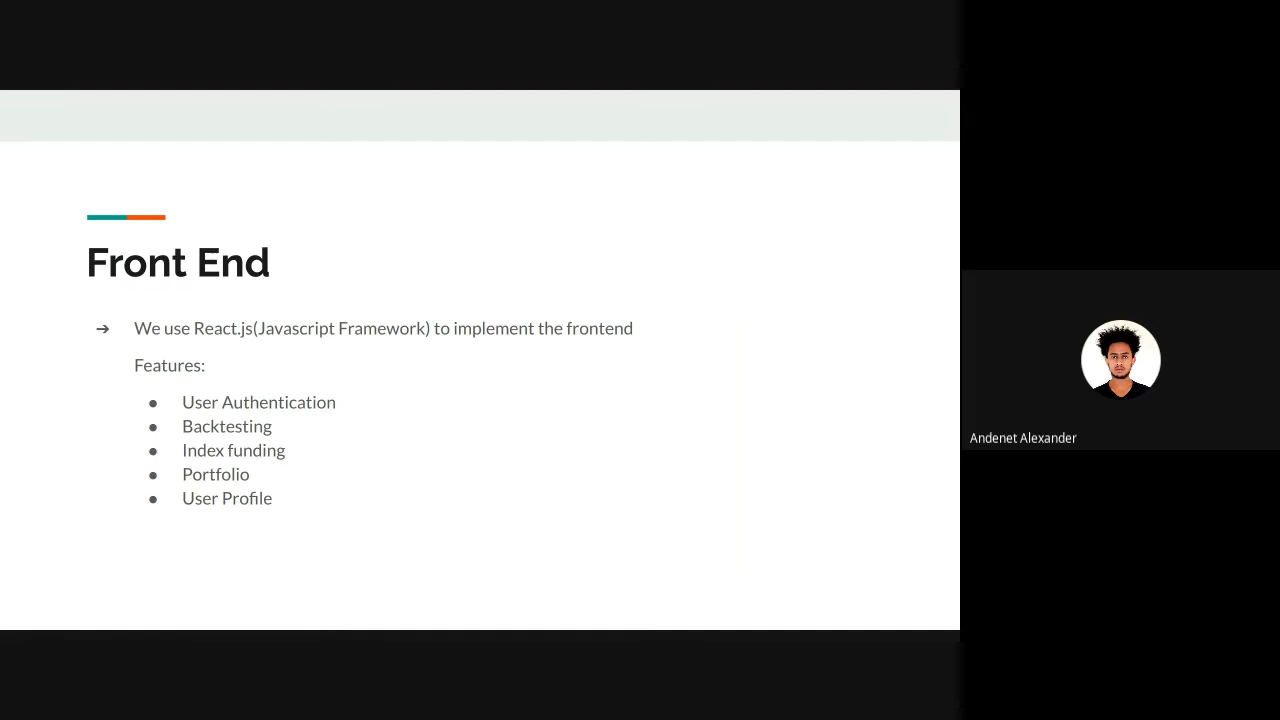 Front End
➔ We use React.js(Javascript Framework) to implement the frontend
Features:
● User Authentication
● Backtesting
● Index funding
● Portfolio
● User Profile
Andenet Alexander